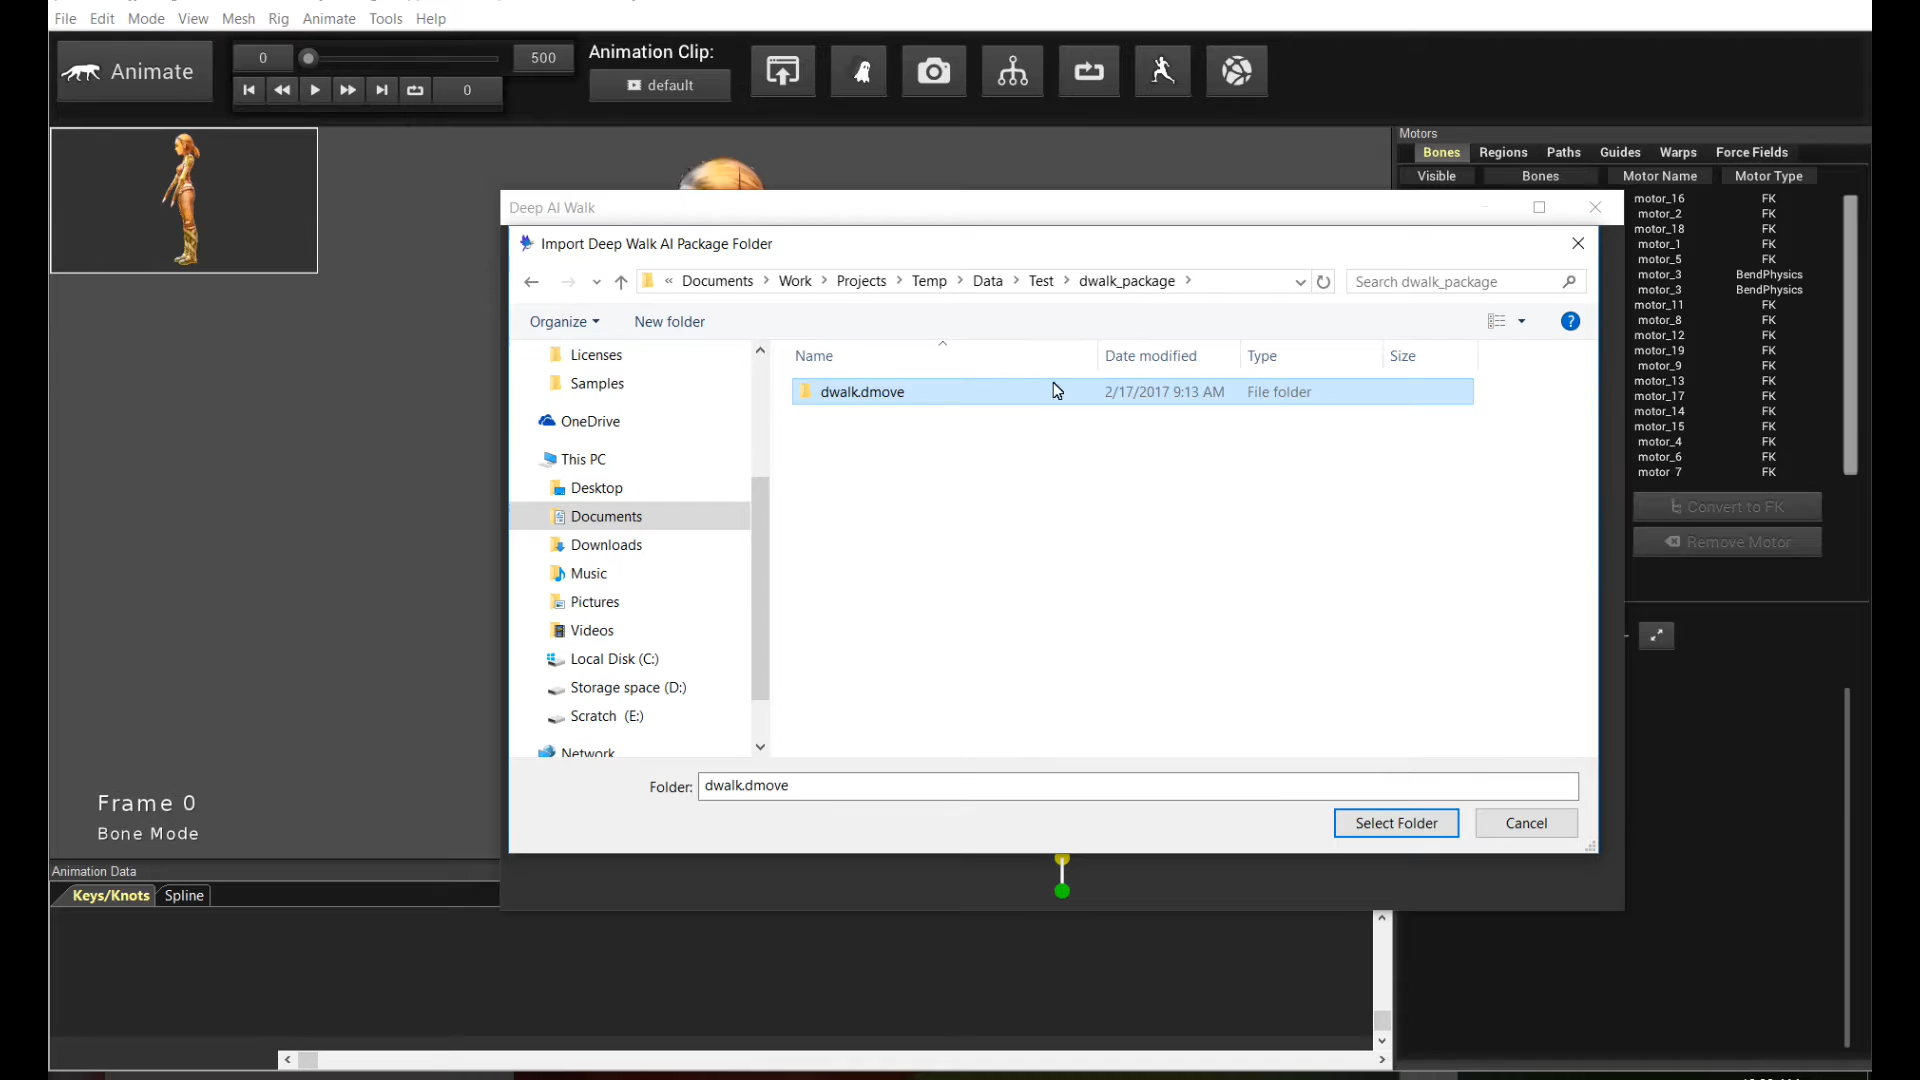 File Edit Mode View Mesh Rig Animate Tools Help
Animate
0
500
0
Animation Clip:
default
Motors
Bones Regions Paths Guides Warps Force Fields
Visible Bones Motor Name Motor Type
motor_16 FK
motor_2 FK
motor_18 FK
motor_1 FK
motor_5 FK
motor_3 BendPhysics
motor_3 BendPhysics
motor_11 FK
motor_8 FK
motor_12 FK
motor_19 FK
motor_9 FK
motor_13 FK
motor_17 FK
motor_14 FK
motor_15 FK
motor_4 FK
motor_6 FK
motor 7 FK
Convert to FK
Remove Motor
Deep AI Walk
Import Deep Walk AI Package Folder
« Documents > Work > Projects > Temp > Data > Test > dwalk_package >
Search dwalk_package
Organize
New folder
Name Date modified Type Size
dwalk.dmove 2/17/2017 9:13 AM File folder
Licenses
Samples
OneDrive
This PC
Desktop
Documents
Downloads
Music
Pictures
Videos
Local Disk (C:)
Storage space (D:)
Scratch (E:)
Network
Folder: dwalk.dmove
Select Folder
Cancel
Frame 0
Bone Mode
Animation Data
Keys/Knots Spline